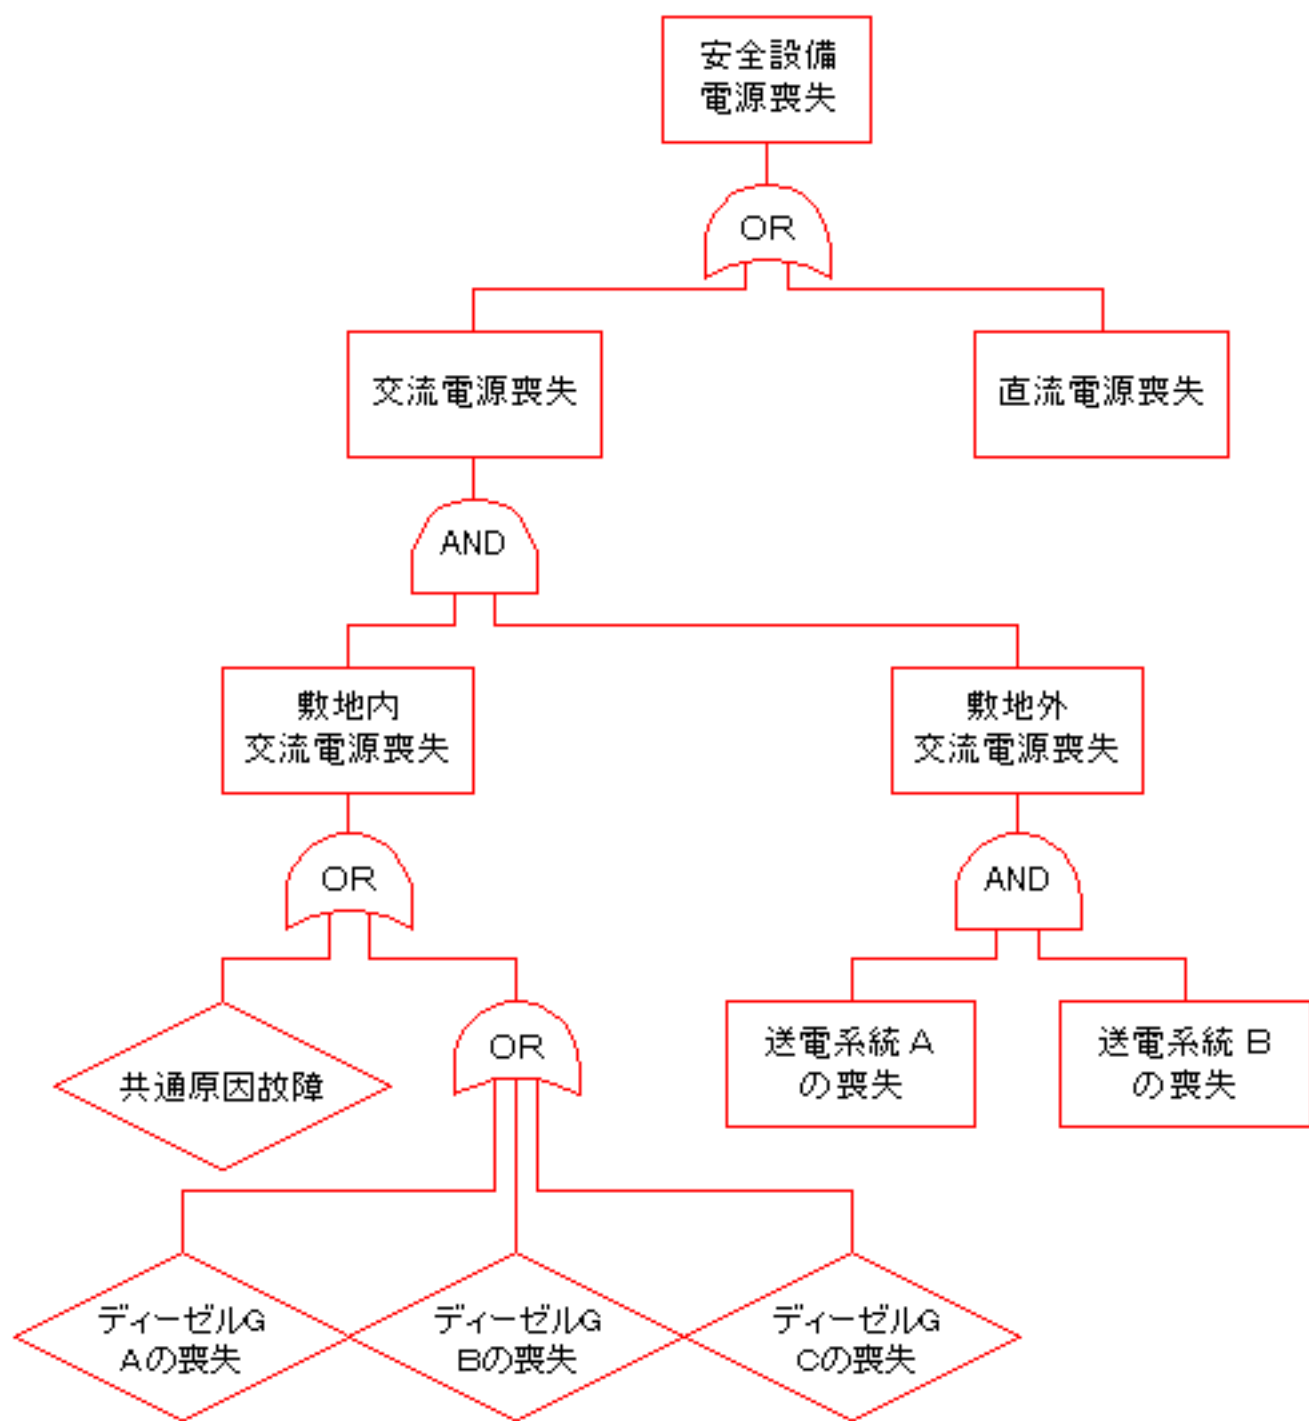 安全設備
電源喪失
OR
交流電源喪失
直流電源喪失
AND
敷地内
交流電源喪失
敷地外
交流電源喪失
OR
AND
共通原因故障
OR
送電系統 A
の喪失
送電系統 B
の喪失
ディーゼルG
Aの喪失
ディーゼルG
Bの喪失
ディーゼルG
Cの喪失